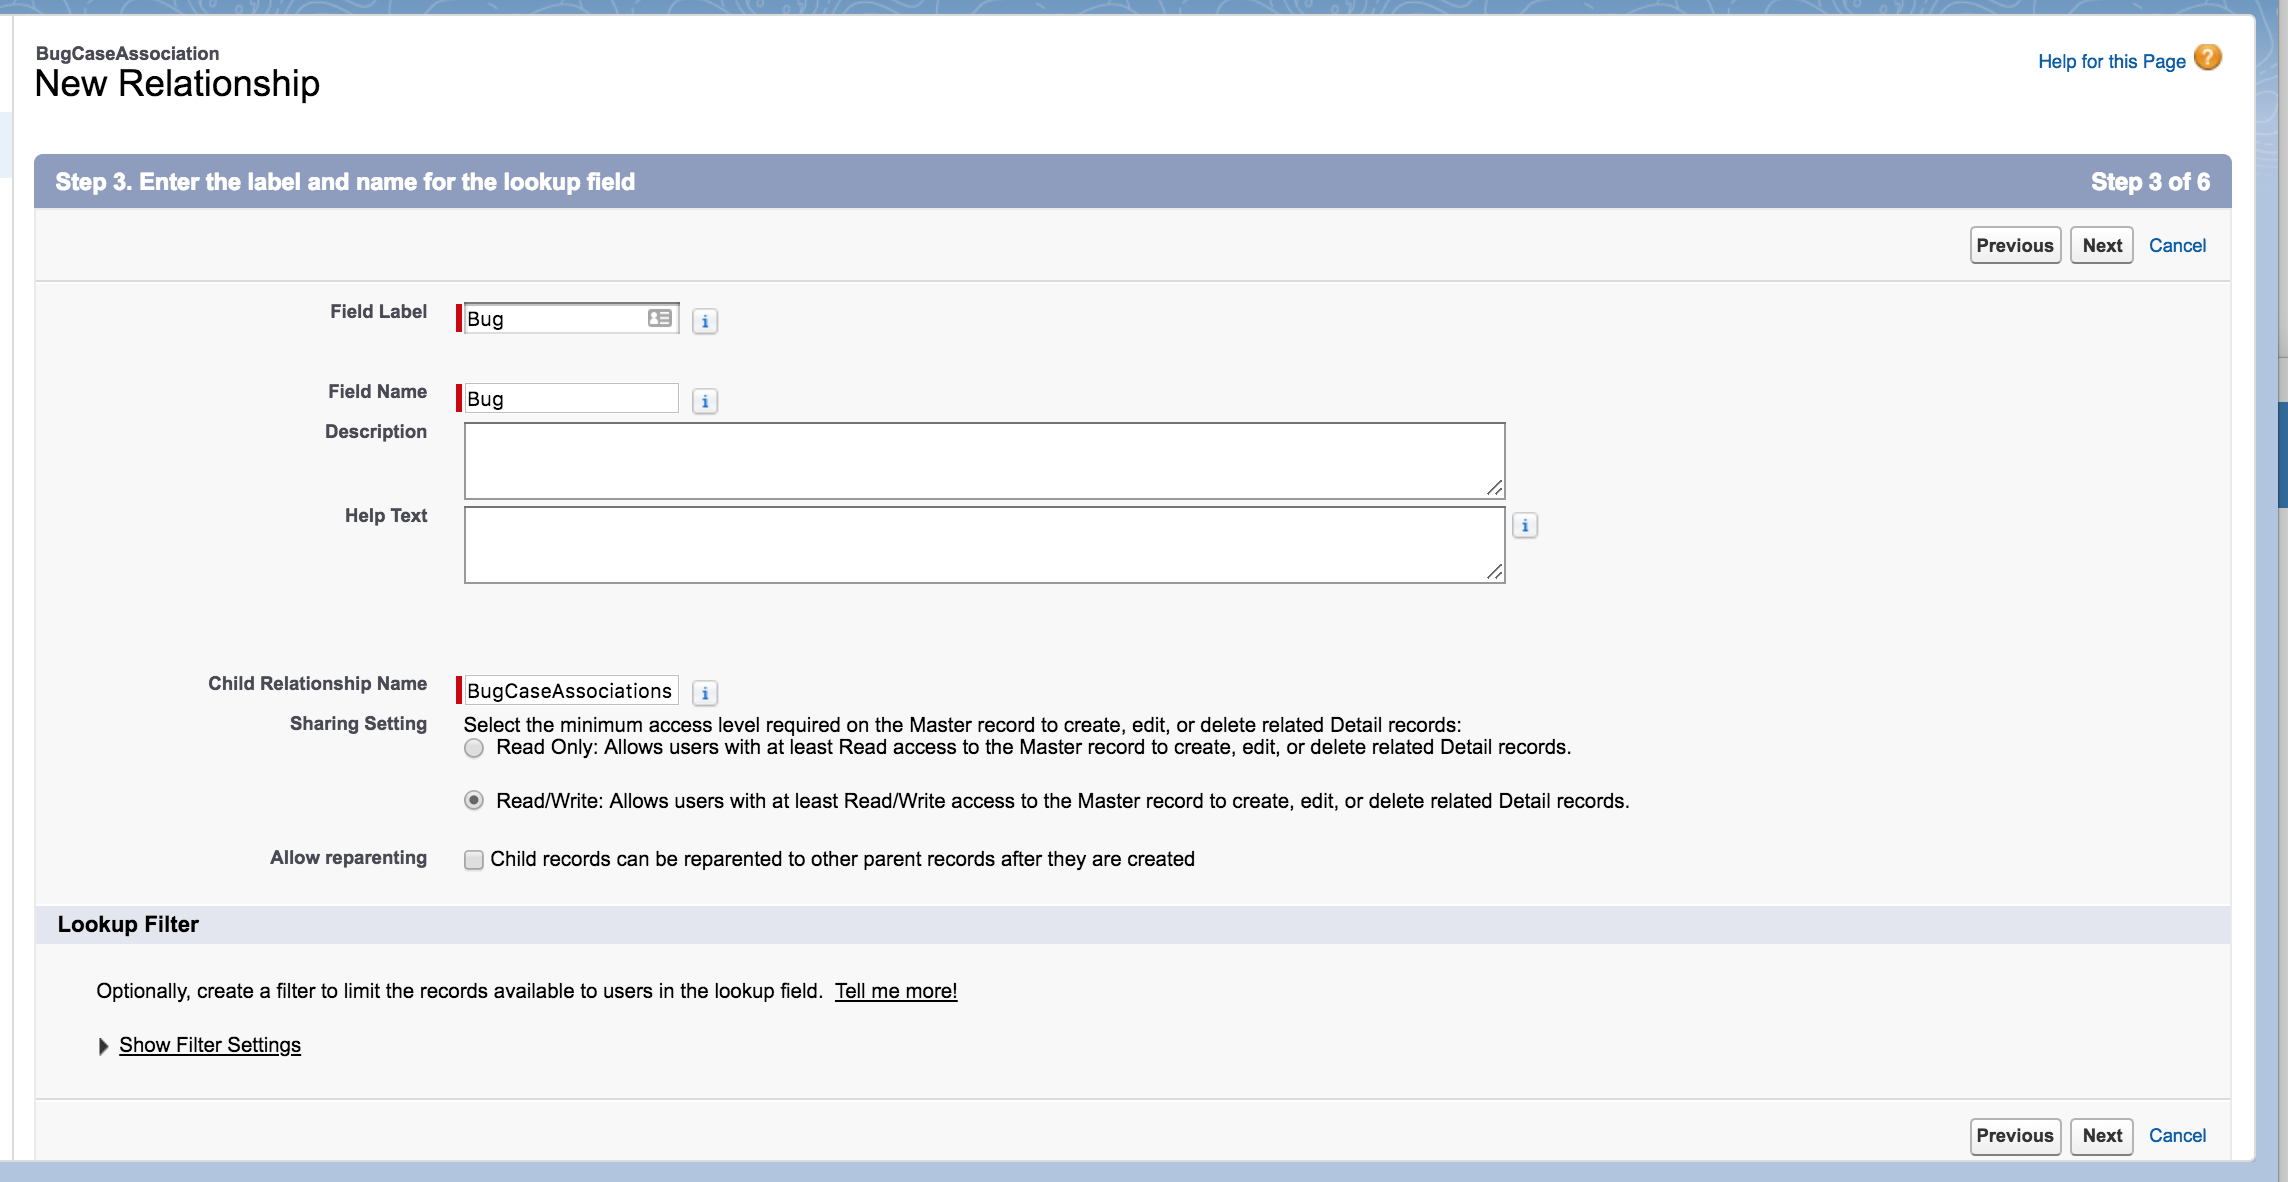 BugCaseAssociation
New Relationship
Help for this Page
Step 3. Enter the label and name for the lookup field
Step 3 of 6
Previous
Next
Cancel
Field Label
Bug
Field Name
Bug
Description
Help Text
Child Relationship Name
BugCaseAssociations
Sharing Setting
Select the minimum access level required on the Master record to create, edit, or delete related Detail records:
Read Only: Allows users with at least Read access to the Master record to create, edit, or delete related Detail records.
Read/Write: Allows users with at least Read/Write access to the Master record to create, edit, or delete related Detail records.
Allow reparenting
Child records can be reparented to other parent records after they are created
Lookup Filter
Optionally, create a filter to limit the records available to users in the lookup field. Tell me more!
Show Filter Settings
Previous
Next
Cancel